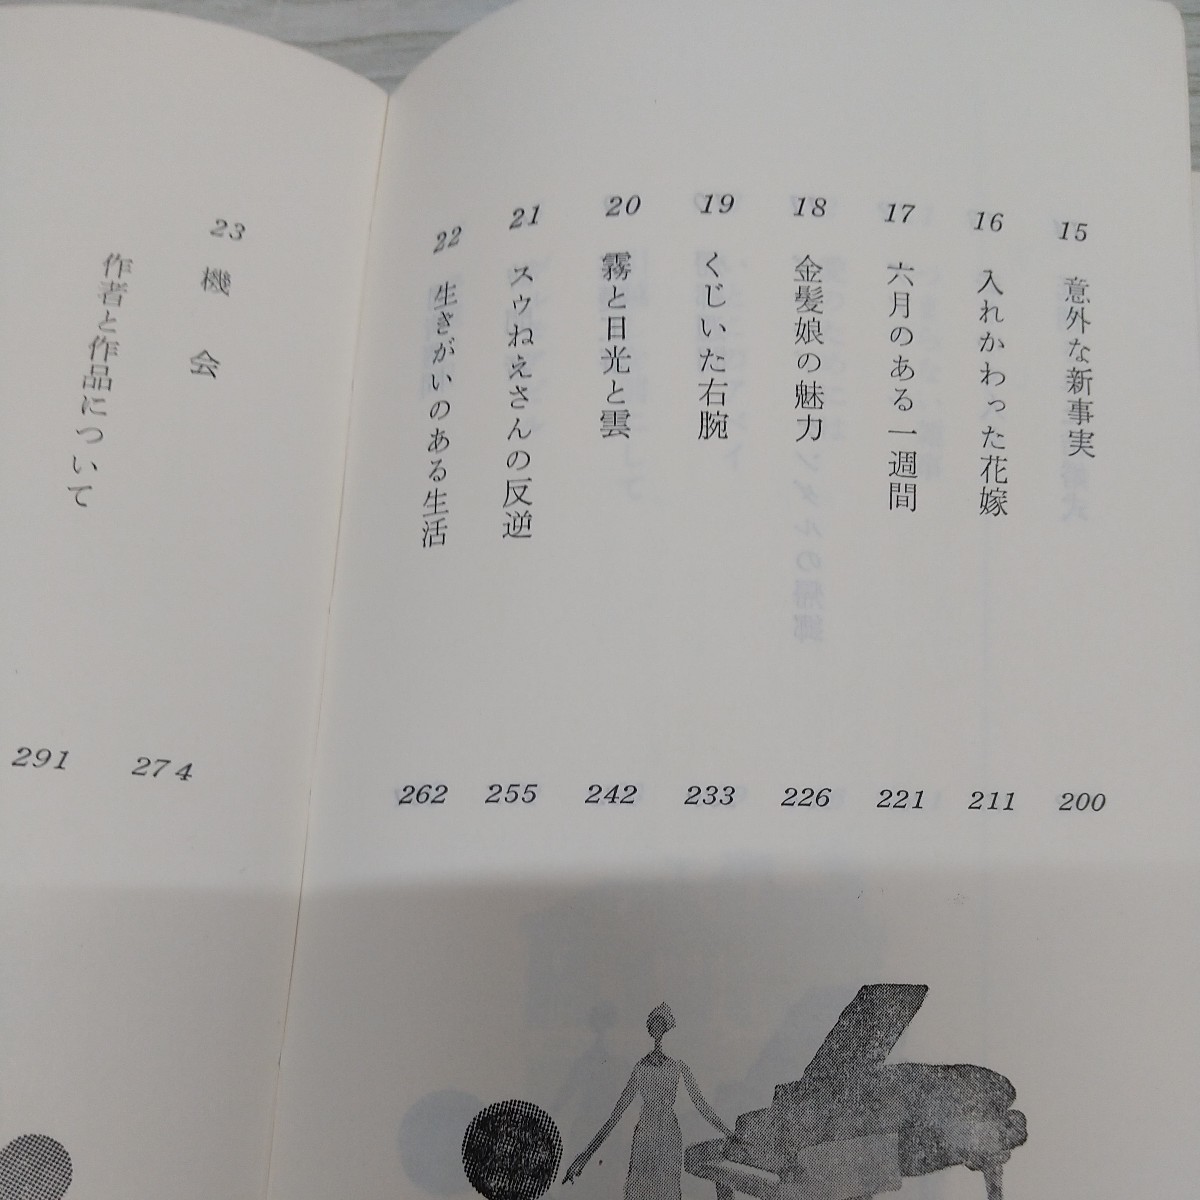 15 意外な新事実 200
16 入れかわった花嫁 211
17 六月のある一週間 221
18 金髪娘の魅力 226
19 くじいた右腕 233
20 霧と日光と雲 242
21 スゥねえさんの反逆 255
22 生きがいのある生活 262
23 機会 274
作者と作品について 291